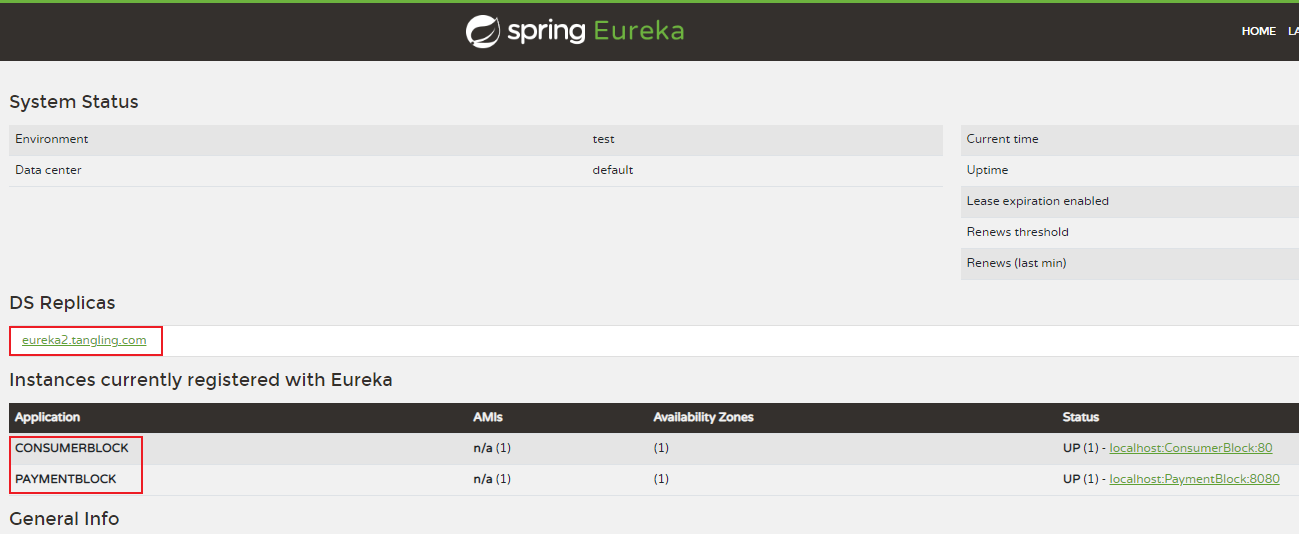 spring Eureka
HOME LA
System Status
Environment test
Data center default
Current time
Uptime
Lease expiration enabled
Renews threshold
Renews (last min)
DS Replicas
eureka2.tangling.com
Instances currently registered with Eureka
Application AMIs Availability Zones Status
CONSUMERBLOCK n/a (1) (1) UP (1) - localhost:ConsumerBlock:80
PAYMENTBLOCK n/a (1) (1) UP (1) - localhost:PaymentBlock:8080
General Info